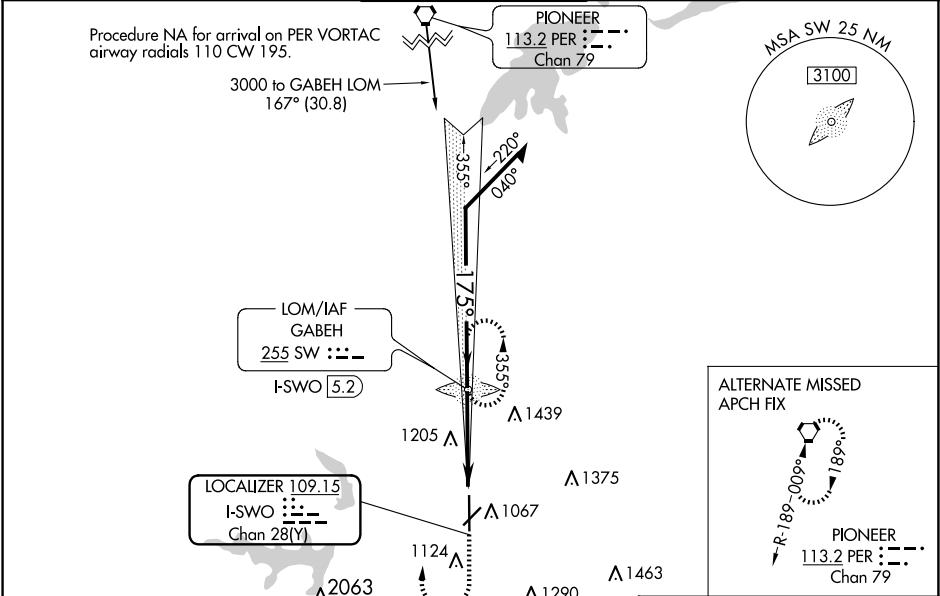 Procedure NA for arrival on PER VORTAC
airway radials 110 CW 195.
3000 to GABEH LOM
167° (30.8)
PIONEER
113.2 PER
Chan 79
MSA SW 25 NM
3100
355°
220°
040°
175°
LOM/IAF
GABEH
255 SW
I-SWO 5.2
355°
1439
1205
1375
LOCALIZER 109.15
I-SWO
Chan 28(Y)
1067
1124
1463
2063
1290
ALTERNATE MISSED
APCH FIX
189°
R-189-009°
PIONEER
113.2 PER
Chan 79